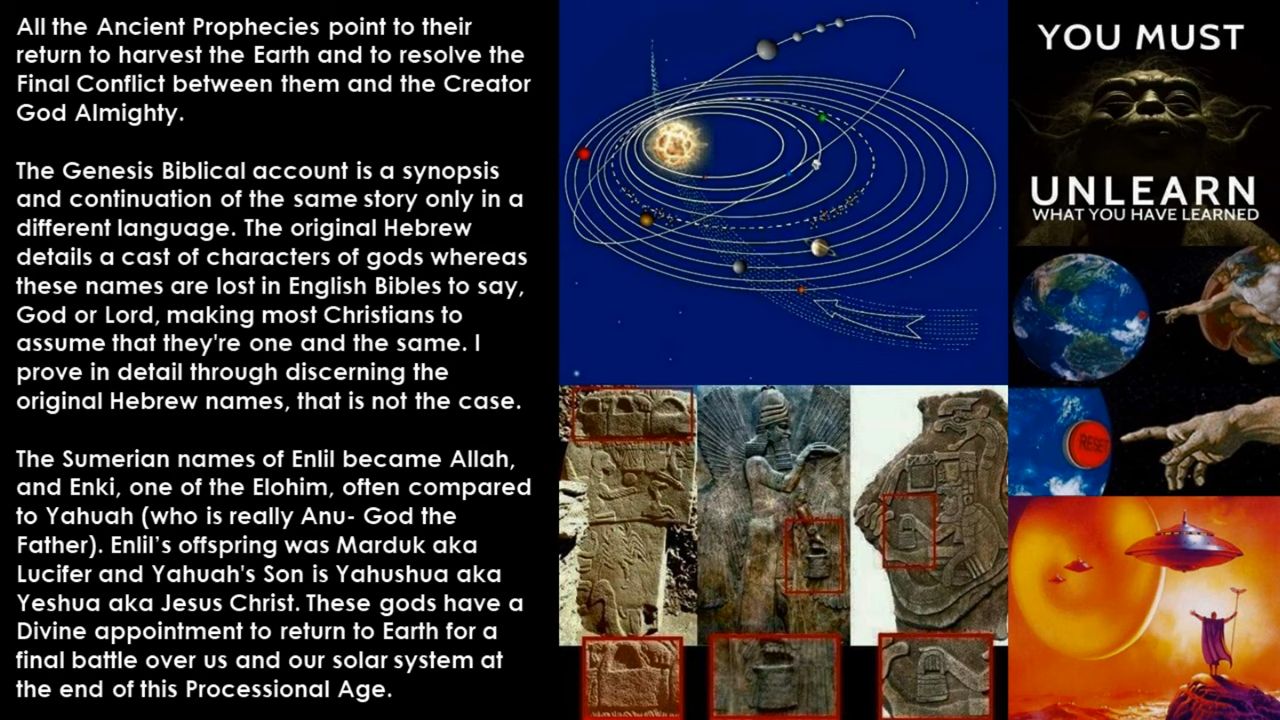 All the Ancient Prophecies point to their
return to harvest the Earth and to resolve the
Final Conflict between them and the Creator
God Almighty.
The Genesis Biblical account is a synopsis
and continuation of the same story only in a
different language. The original Hebrew
details a cast of characters of gods whereas
these names are lost in English Bibles to say,
God or Lord, making most Christians to
assume that they're one and the same. I
prove in detail through discerning the
original Hebrew names, that is not the case.
The Sumerian names of Enlil became Allah,
and Enki, one of the Elohim, often compared
to Yahuah (who is really Anu- God the
Father). Enlil’s offspring was Marduk aka
Lucifer and Yahuah's Son is Yahushua aka
Yeshua aka Jesus Christ. These gods have a
Divine appointment to return to Earth for a
final battle over us and our solar system at
the end of this Processional Age.
YOU MUST
UNLEARN
WHAT YOU HAVE LEARNED
RESET